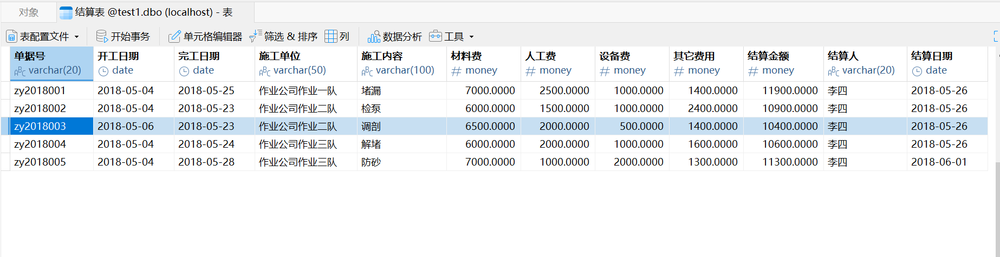 对象 结算表 @test1.dbo (localhost) - 表
表配置文件 开始事务 单元格编辑器 筛选 & 排序 列 数据分析 工具
单据号 开工日期 完工日期 施工单位 施工内容 材料费 人工费 设备费 其它费用 结算金额 结算人 结算日期
ABC varchar(20) date date ABC varchar(50) ABC varchar(100) # money # money # money # money # money ABC varchar(20) date
zy2018001 2018-05-04 2018-05-25 作业公司作业一队 堵漏 7000.0000 2500.0000 1000.0000 1400.0000 11900.0000 李四 2018-05-26
zy2018002 2018-05-04 2018-05-23 作业公司作业二队 检泵 6000.0000 1500.0000 1000.0000 2400.0000 10900.0000 李四 2018-05-26
zy2018003 2018-05-06 2018-05-23 作业公司作业二队 调剖 6500.0000 2000.0000 500.0000 1400.0000 10400.0000 李四 2018-05-26
zy2018004 2018-05-04 2018-05-24 作业公司作业三队 解堵 6000.0000 2000.0000 1000.0000 1600.0000 10600.0000 李四 2018-05-26
zy2018005 2018-05-04 2018-05-28 作业公司作业三队 防砂 7000.0000 1000.0000 2000.0000 1300.0000 11300.0000 李四 2018-06-01